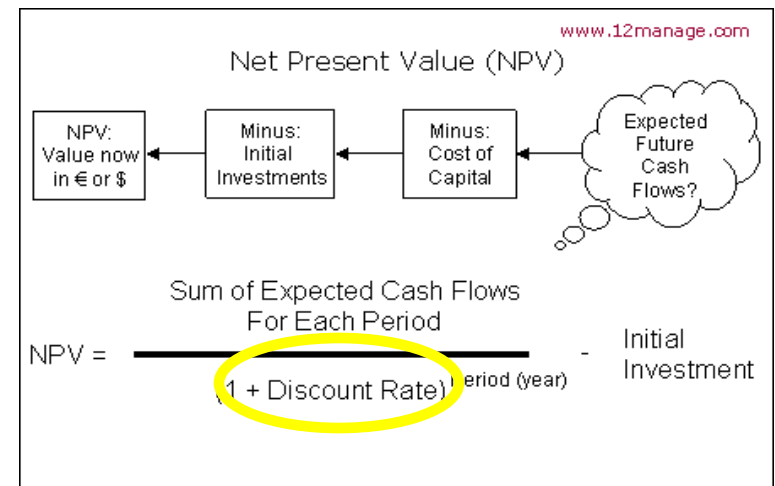 www.12manage.com
Net Present Value (NPV)
NPV:
Value now
in € or $
Minus:
Initial
Investments
Minus:
Cost of
Capital
Expected
Future
Cash
Flows?
Sum of Expected Cash Flows
For Each Period
NPV =
(1 + Discount Rate) Period (year)
- Initial
Investment